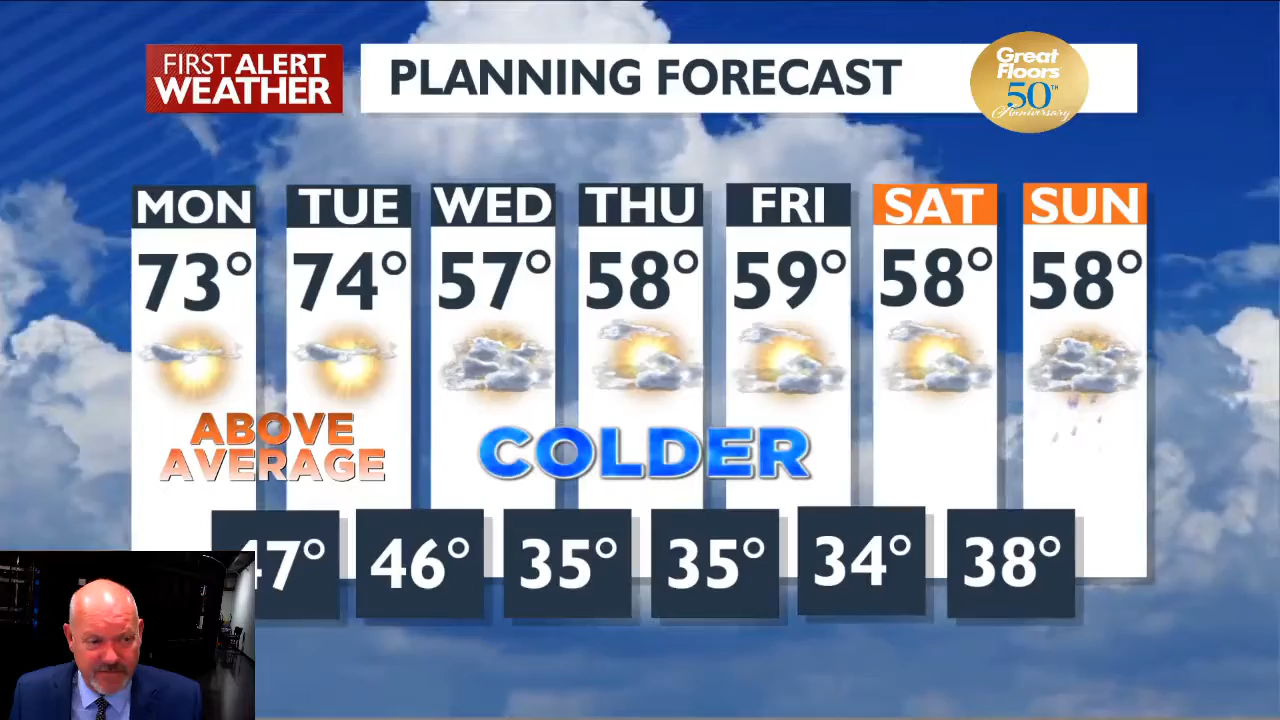 FIRST ALERT
WEATHER
PLANNING FORECAST
Great
Floors
50TH
Anniversary
MON TUE WED THU FRI SAT SUN
73° 74° 57° 58° 59° 58° 58°
ABOVE
AVERAGE
COLDER
47° 46° 35° 35° 34° 38°